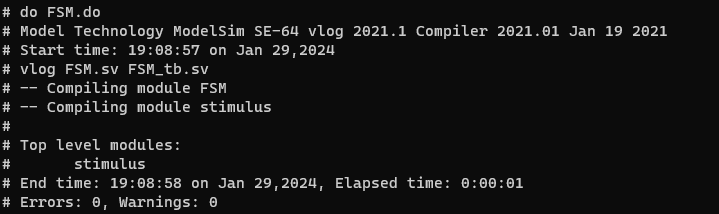 # do FSM.do
# Model Technology ModelSim SE-64 vlog 2021.1 Compiler 2021.01 Jan 19 2021
# Start time: 19:08:57 on Jan 29,2024
# vlog FSM.sv FSM_tb.sv
# -- Compiling module FSM
# -- Compiling module stimulus
#
# Top level modules:
#       stimulus
# End time: 19:08:58 on Jan 29,2024, Elapsed time: 0:00:01
# Errors: 0, Warnings: 0